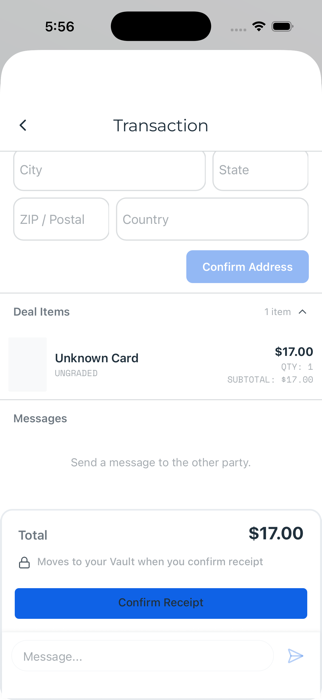 5:56
Transaction
City
State
ZIP / Postal
Country
Confirm Address
Deal Items
1 item
Unknown Card
$17.00
UNGRADED
QTY: 1
SUBTOTAL: $17.00
Messages
Send a message to the other party.
Total
$17.00
Moves to your Vault when you confirm receipt
Confirm Receipt
Message...